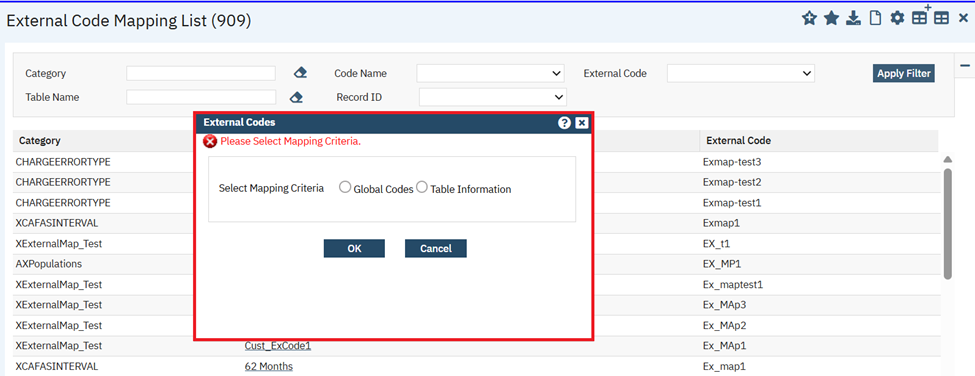 External Code Mapping List (909)
Category Code Name External Code Apply Filter
Table Name Record ID
External Codes ?
Please Select Mapping Criteria.
Select Mapping Criteria Global Codes Table Information
OK Cancel
Category External Code
CHARGEERRORTYPE Exmap-test3
CHARGEERRORTYPE Exmap-test2
CHARGEERRORTYPE Exmap-test1
XCAFASINTERVAL Exmap1
XExternalMap_Test EX_t1
AXPopulations EX_MP1
XExternalMap_Test Ex_maptest1
XExternalMap_Test Ex_MAp3
XExternalMap_Test Ex_MAp2
XExternalMap_Test Cust_ExCode1 Ex_MAp1
XCAFASINTERVAL 62 Months Ex_map1